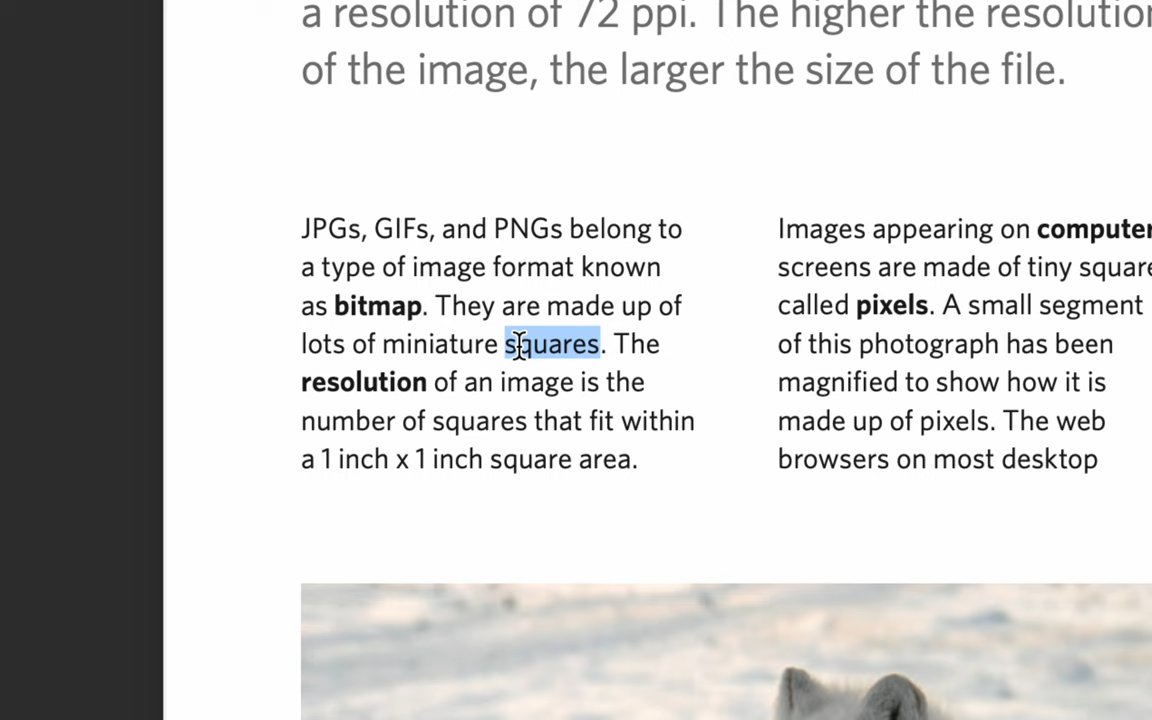 a resolution of 72 ppi. The higher the resolution
of the image, the larger the size of the file.
JPGs, GIFs, and PNGs belong to
a type of image format known
as bitmap. They are made up of
lots of miniature squares. The
resolution of an image is the
number of squares that fit within
a 1 inch x 1 inch square area.
Images appearing on computer
screens are made of tiny square
called pixels. A small segment
of this photograph has been
magnified to show how it is
made up of pixels. The web
browsers on most desktop